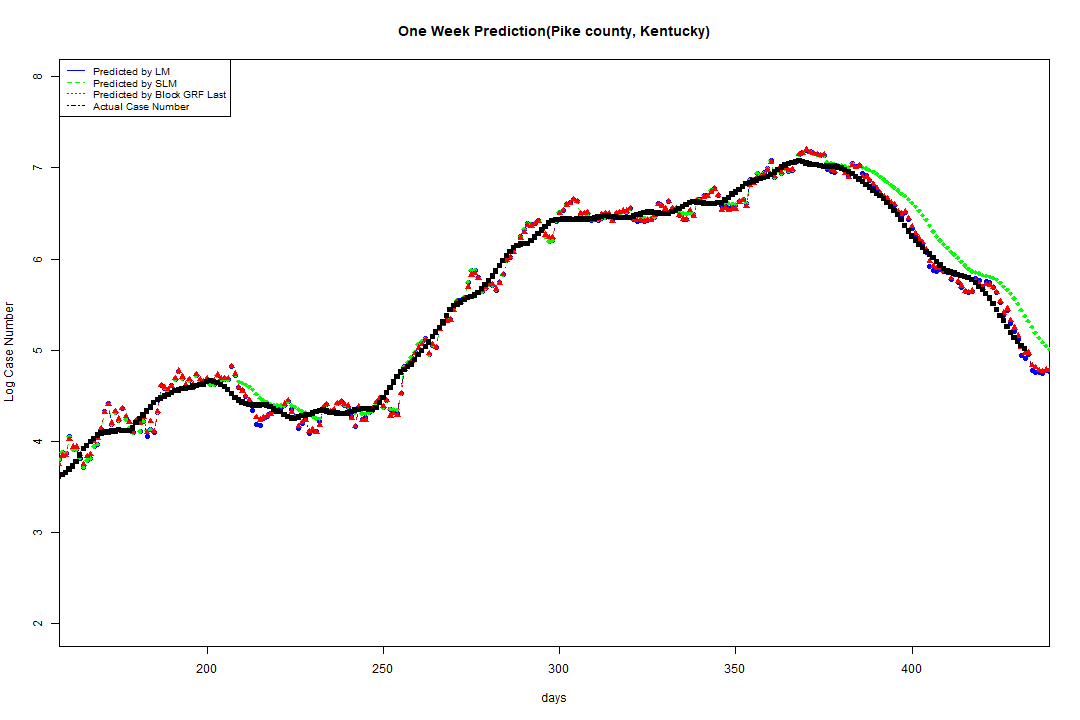 One Week Prediction(Pike county, Kentucky)
Predicted by LM
Predicted by SLM
Predicted by Block GRF Last
Actual Case Number
8
7
6
5
4
3
2
Log Case Number
200 250 300 350 400
days